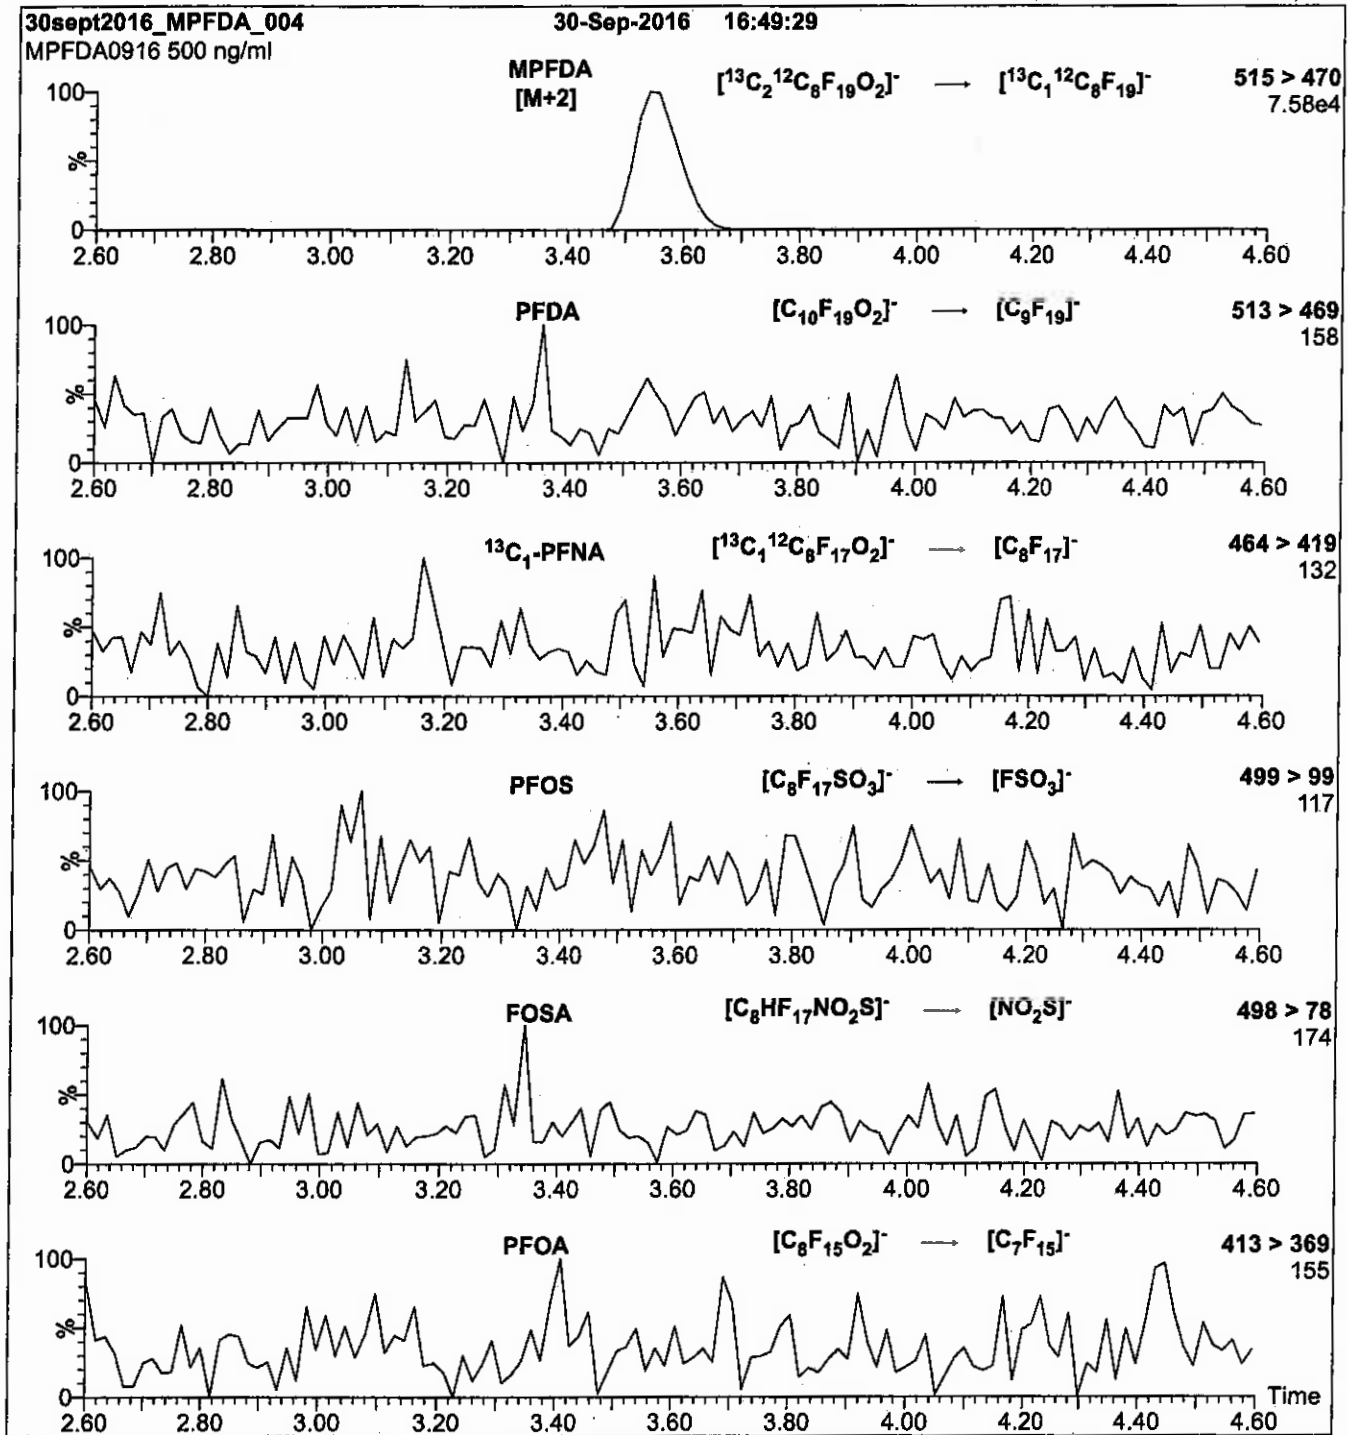 30sept2016_MPFDA_004 30-Sep-2016 16:49:29
MPFDA0916 500 ng/ml
MPFDA [¹³C₂¹²C₈F₁₉O₂]⁻ → [¹³C₁¹²C₈F₁₉]⁻ 515 > 470
[M+2] 7.58e4
100
%
0
2.60 2.80 3.00 3.20 3.40 3.60 3.80 4.00 4.20 4.40 4.60
PFDA [C₁₀F₁₉O₂]⁻ → [C₉F₁₉]⁻ 513 > 469
158
100
%
0
2.60 2.80 3.00 3.20 3.40 3.60 3.80 4.00 4.20 4.40 4.60
¹³C₁-PFNA [¹³C₁¹²C₈F₁₇O₂]⁻ → [C₈F₁₇]⁻ 464 > 419
132
100
%
0
2.60 2.80 3.00 3.20 3.40 3.60 3.80 4.00 4.20 4.40 4.60
PFOS [C₈F₁₇SO₃]⁻ → [FSO₃]⁻ 499 > 99
117
100
%
0
2.60 2.80 3.00 3.20 3.40 3.60 3.80 4.00 4.20 4.40 4.60
FOSA [C₈HF₁₇NO₂S]⁻ → [NO₂S]⁻ 498 > 78
174
100
%
0
2.60 2.80 3.00 3.20 3.40 3.60 3.80 4.00 4.20 4.40 4.60
PFOA [C₈F₁₅O₂]⁻ → [C₇F₁₅]⁻ 413 > 369
155
100
%
0
Time
2.60 2.80 3.00 3.20 3.40 3.60 3.80 4.00 4.20 4.40 4.60